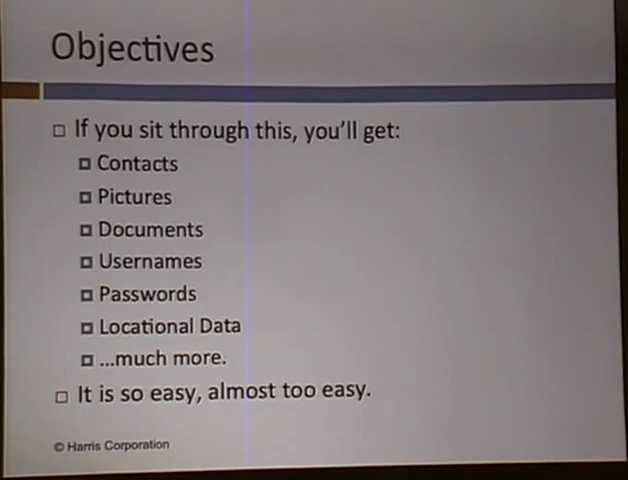 Objectives
If you sit through this, you'll get:
Contacts
Pictures
Documents
Usernames
Passwords
Locational Data
...much more.
It is so easy, almost too easy.
© Harris Corporation